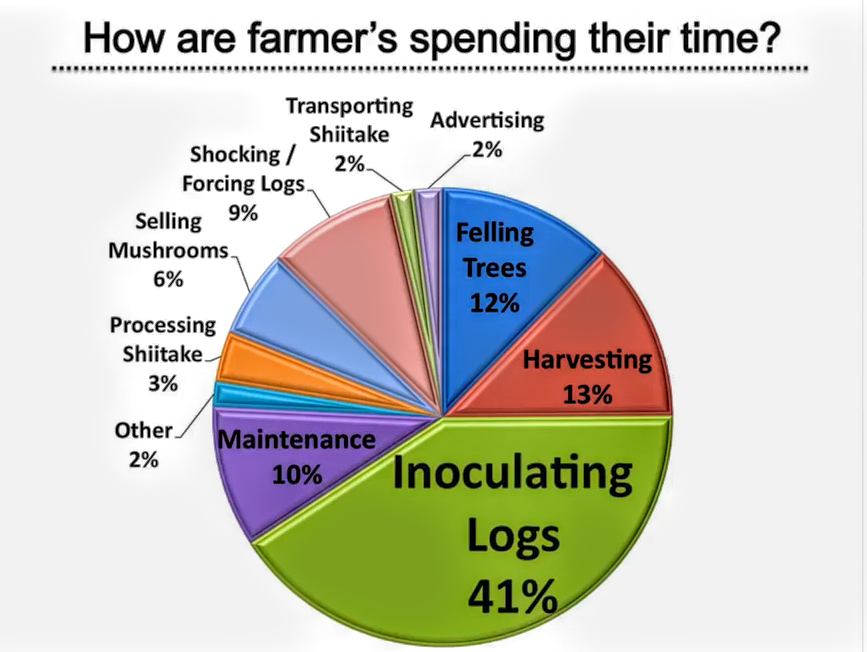 How are farmer's spending their time?
Transporting
Shiitake
2%
Advertising
2%
Shocking /
Forcing Logs
9%
Selling
Mushrooms
6%
Processing
Shiitake
3%
Other
2%
Maintenance
10%
Felling
Trees
12%
Harvesting
13%
Inoculating
Logs
41%